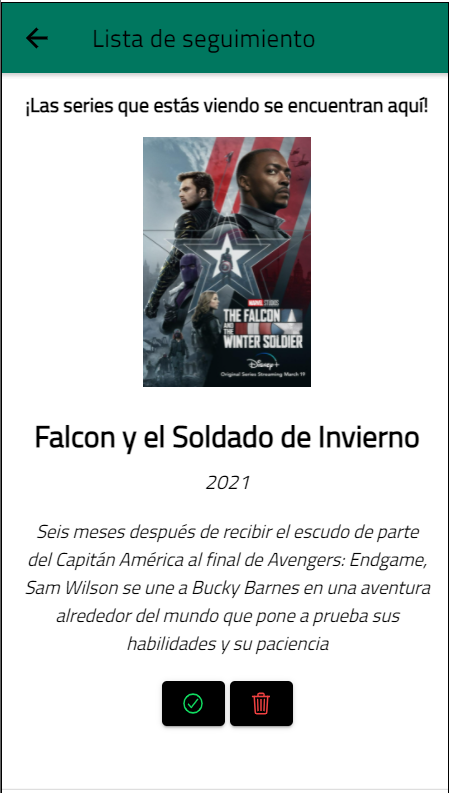 Lista de seguimiento
¡Las series que estás viendo se encuentran aquí!
MARVEL STUDIOS
THE FALCON
AND THE
WINTER SOLDIER
Disney+
Original Series Streaming March 19
Falcon y el Soldado de Invierno
2021
Seis meses después de recibir el escudo de parte
del Capitán América al final de Avengers: Endgame,
Sam Wilson se une a Bucky Barnes en una aventura
alrededor del mundo que pone a prueba sus
habilidades y su paciencia